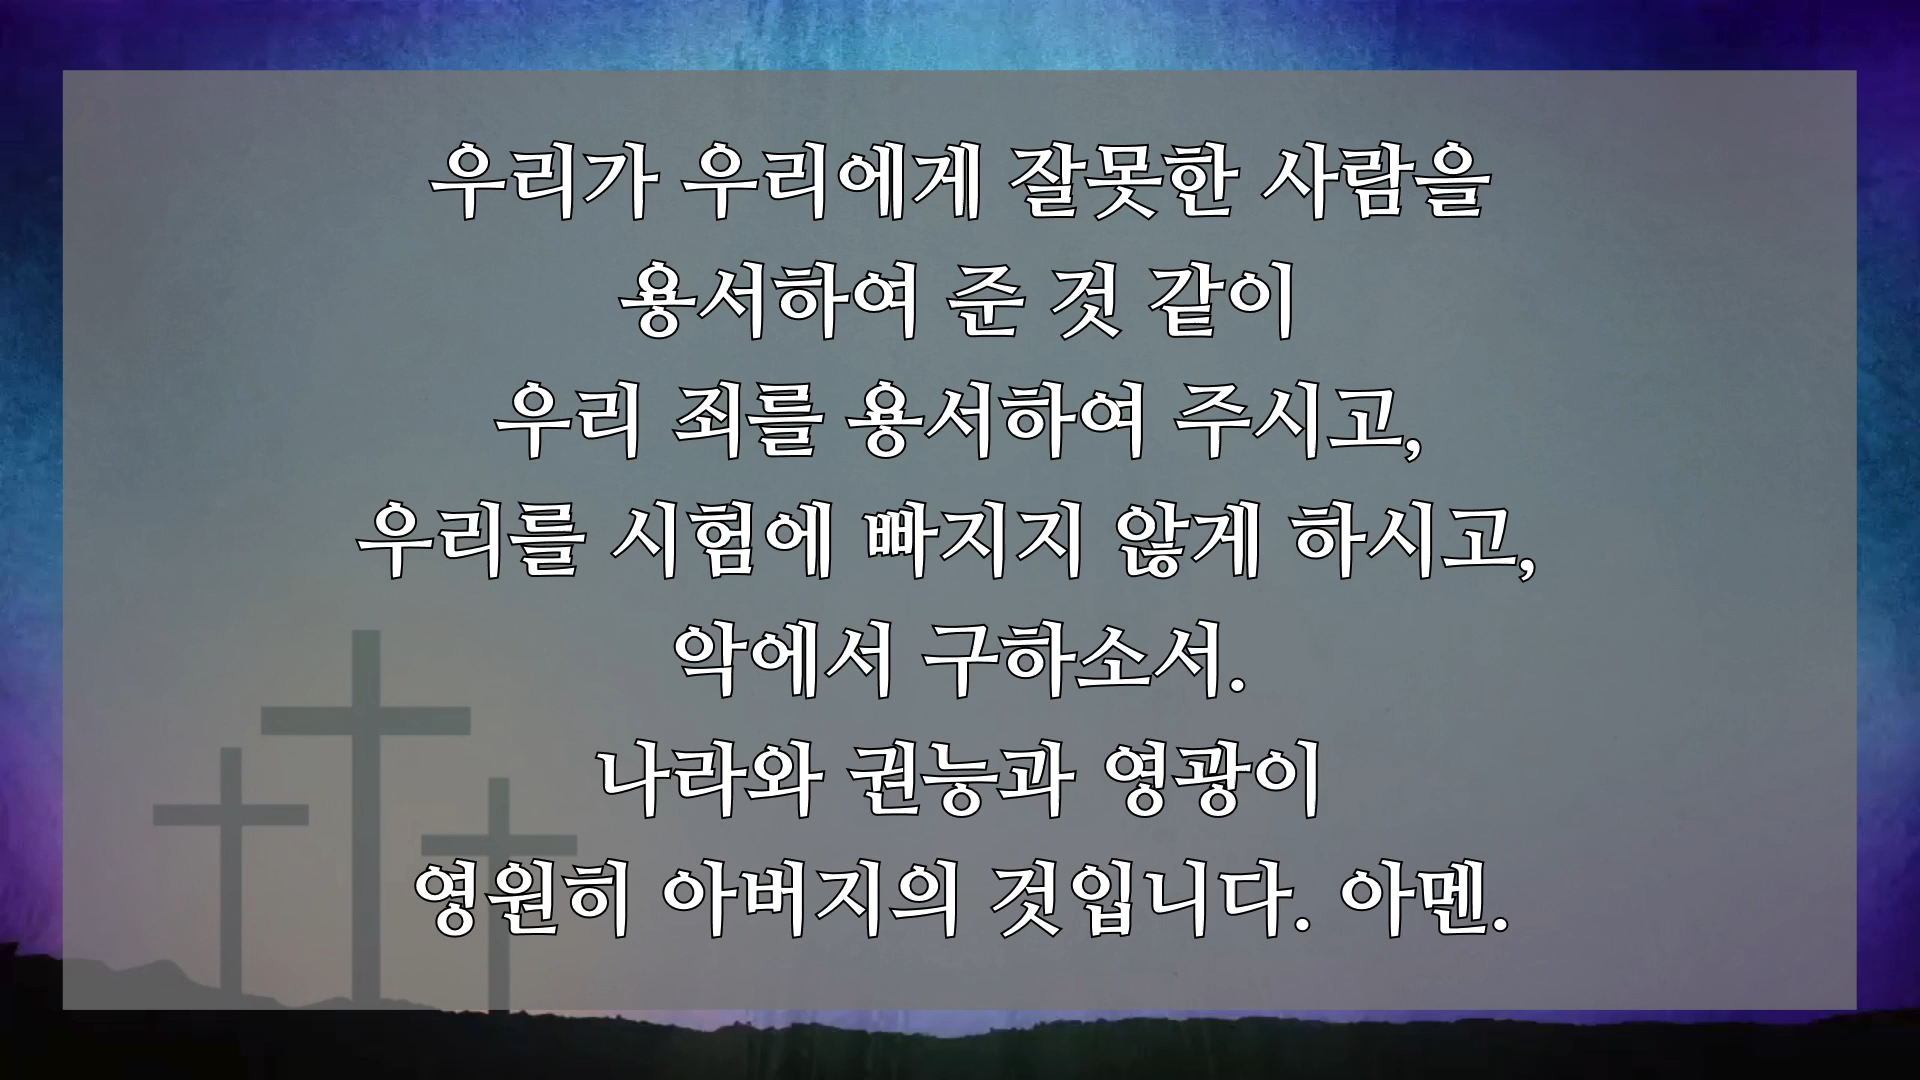 우리가 우리에게 잘못한 사람을
용서하여 준 것 같이
우리 죄를 용서하여 주시고,
우리를 시험에 빠지지 않게 하시고,
악에서 구하소서.
나라와 권능과 영광이
영원히 아버지의 것입니다. 아멘.